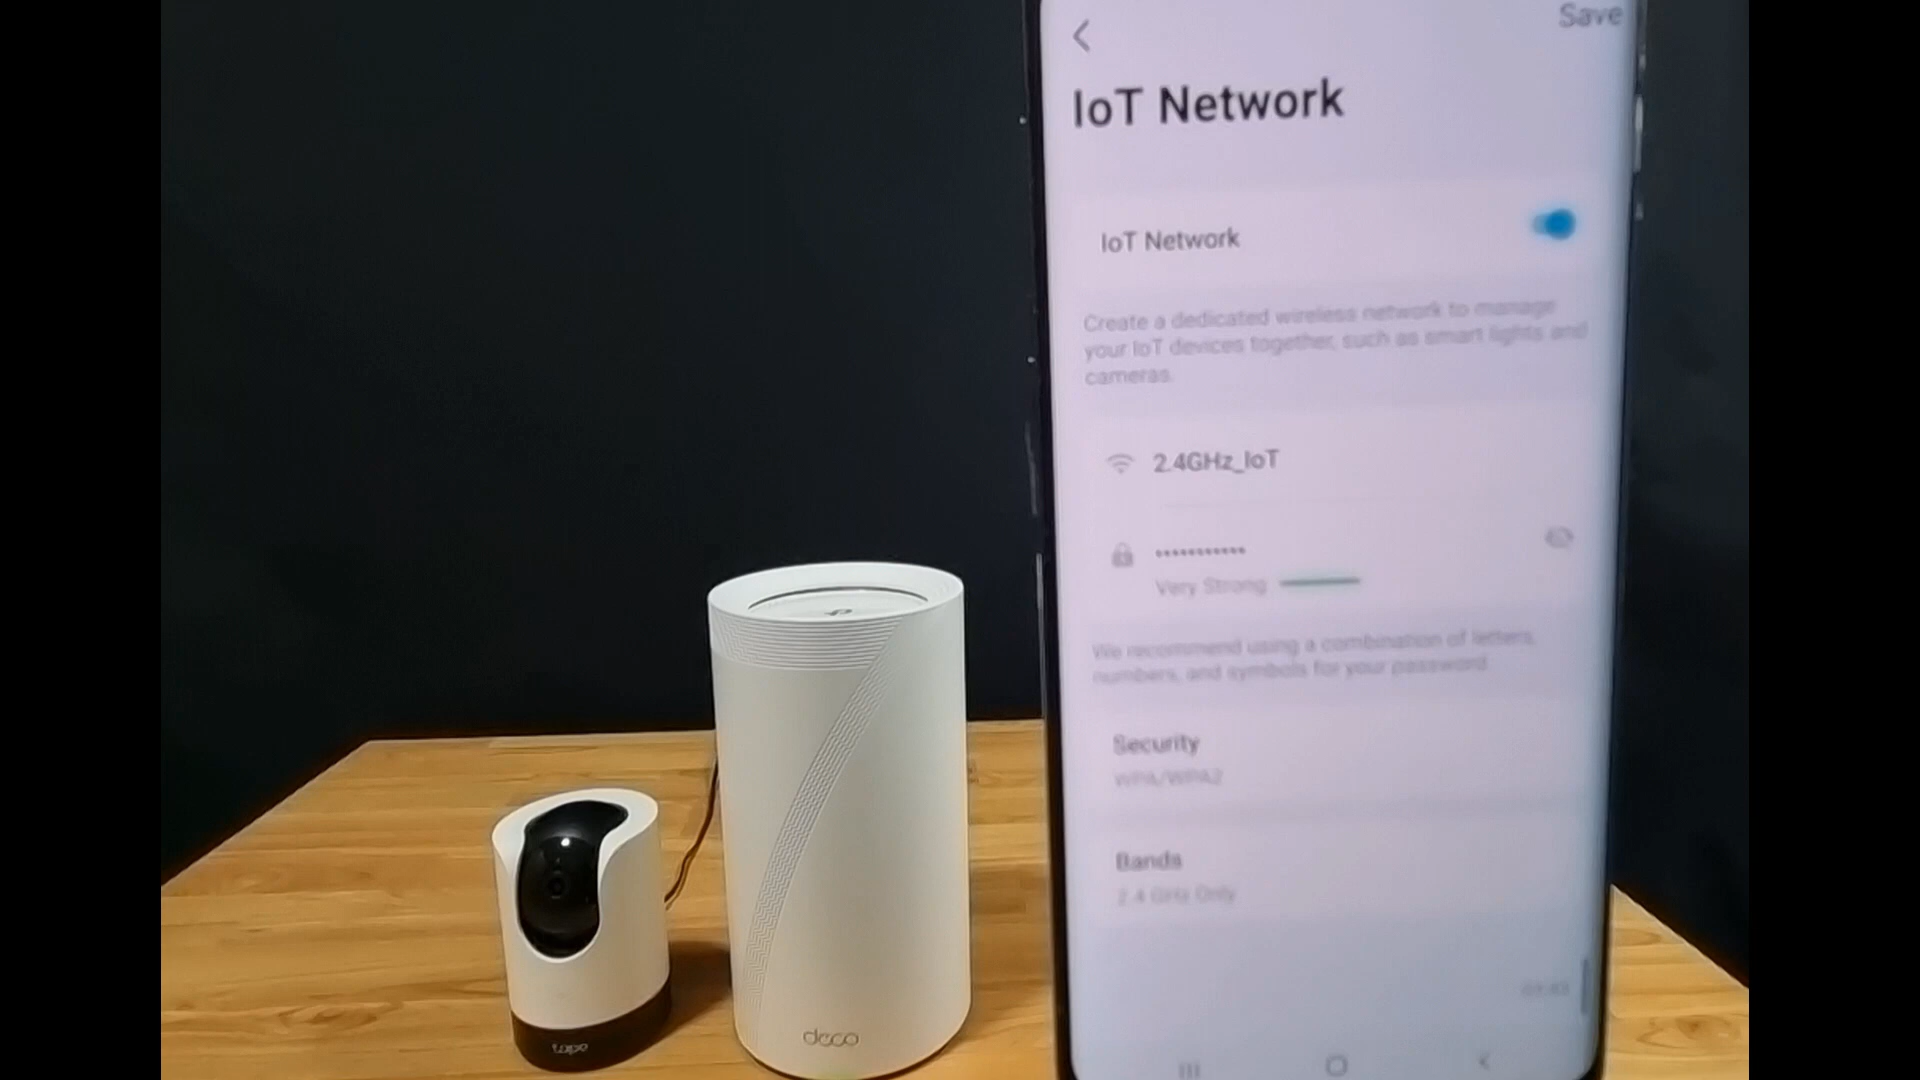 Save
IoT Network
IoT Network
Create a dedicated wireless network to manage
your IoT devices together, such as smart lights and
cameras.
2.4GHz_IoT
Very Strong
We recommend using a combination of letters,
numbers, and symbols for your password
Security
WPA/WPA2
Bands
2.4 GHz Only
deco
tapo